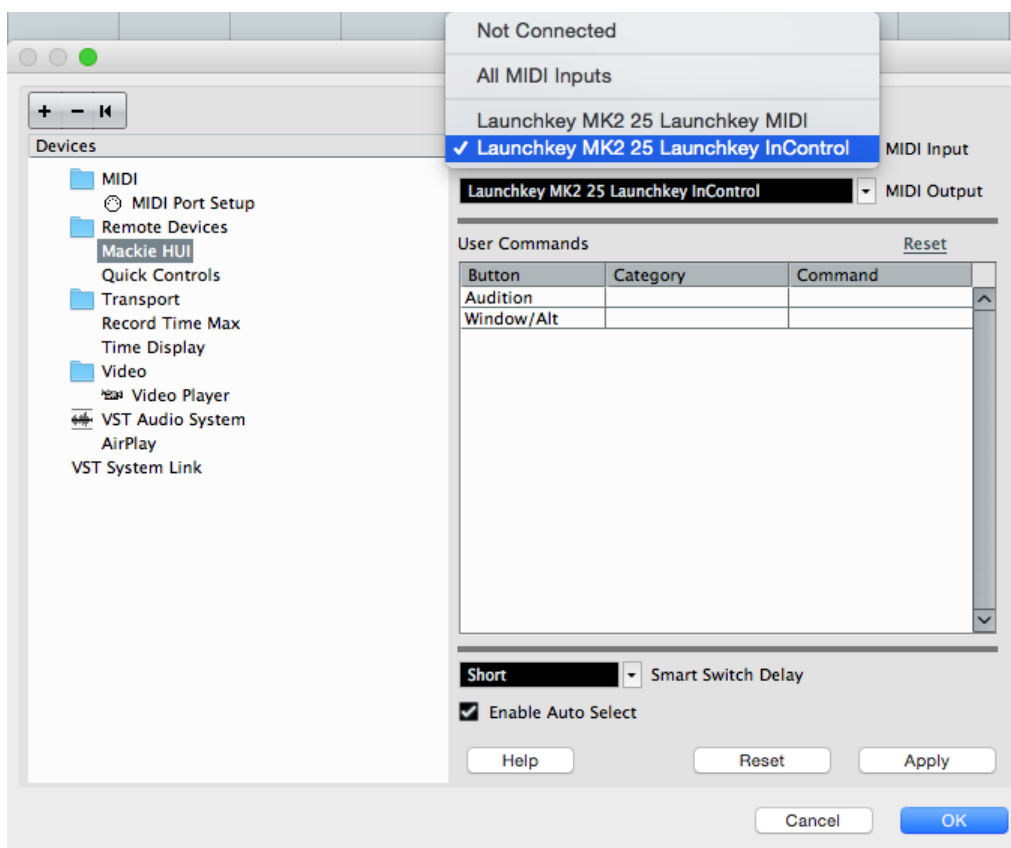 Not Connected
All MIDI Inputs
Launchkey MK2 25 Launchkey MIDI
✓ Launchkey MK2 25 Launchkey InControl
MIDI Input
Launchkey MK2 25 Launchkey InControl
MIDI Output
Devices
MIDI
MIDI Port Setup
Remote Devices
Mackie HUI
Quick Controls
Transport
Record Time Max
Time Display
Video
Video Player
VST Audio System
AirPlay
VST System Link
User Commands Reset
Button Category Command
Audition
Window/Alt
Short Smart Switch Delay
Enable Auto Select
Help Reset Apply
Cancel OK